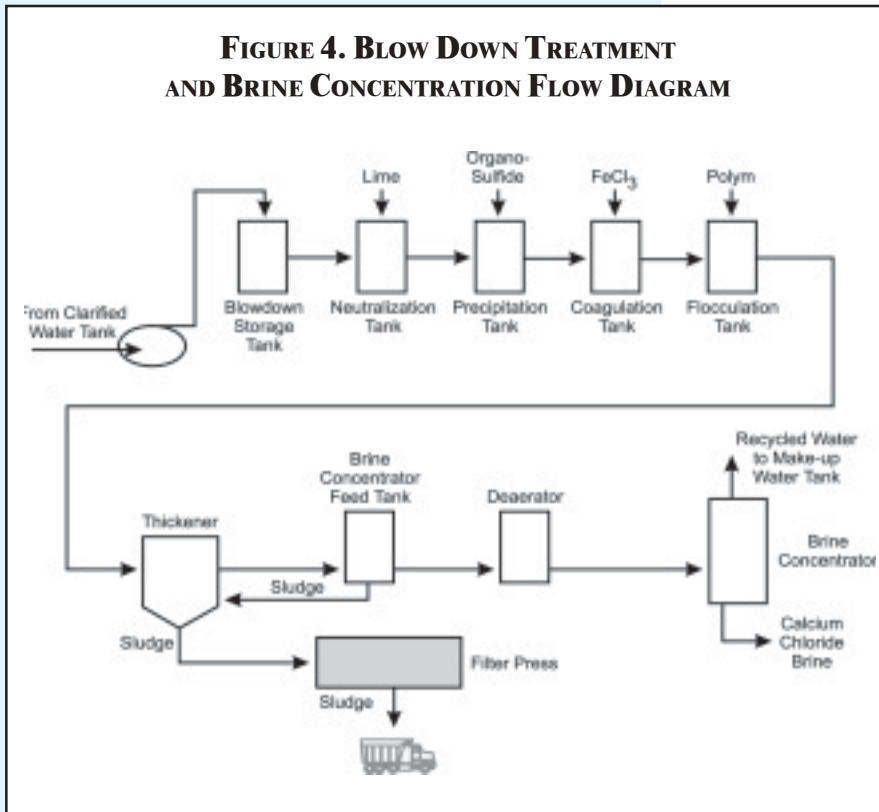 FIGURE 4. BLOW DOWN TREATMENT
AND BRINE CONCENTRATION FLOW DIAGRAM
Organo-
Sulfide
Lime
FeCl3
Polym
From Clarified
Water Tank
Blowdown
Storage
Tank
Neutralization
Tank
Precipitation
Tank
Coagulation
Tank
Flocculation
Tank
Recycled Water
to Make-up
Water Tank
Brine
Concentrator
Feed Tank
Deaerator
Thickener
Brine
Concentrator
Sludge
Sludge
Calcium
Chloride
Brine
Filter Press
Sludge